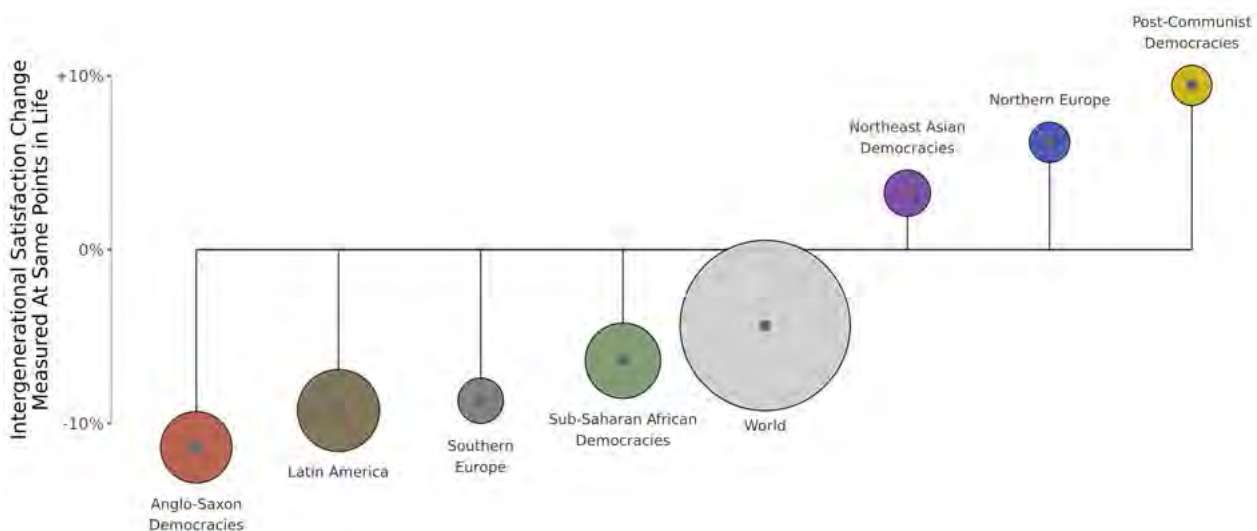 Intergenerational Satisfaction Change
Measured At Same Points in Life
+10%
0%
-10%
Anglo-Saxon
Democracies
Latin America
Southern
Europe
Sub-Saharan African
Democracies
World
Northeast Asian
Democracies
Northern Europe
Post-Communist
Democracies